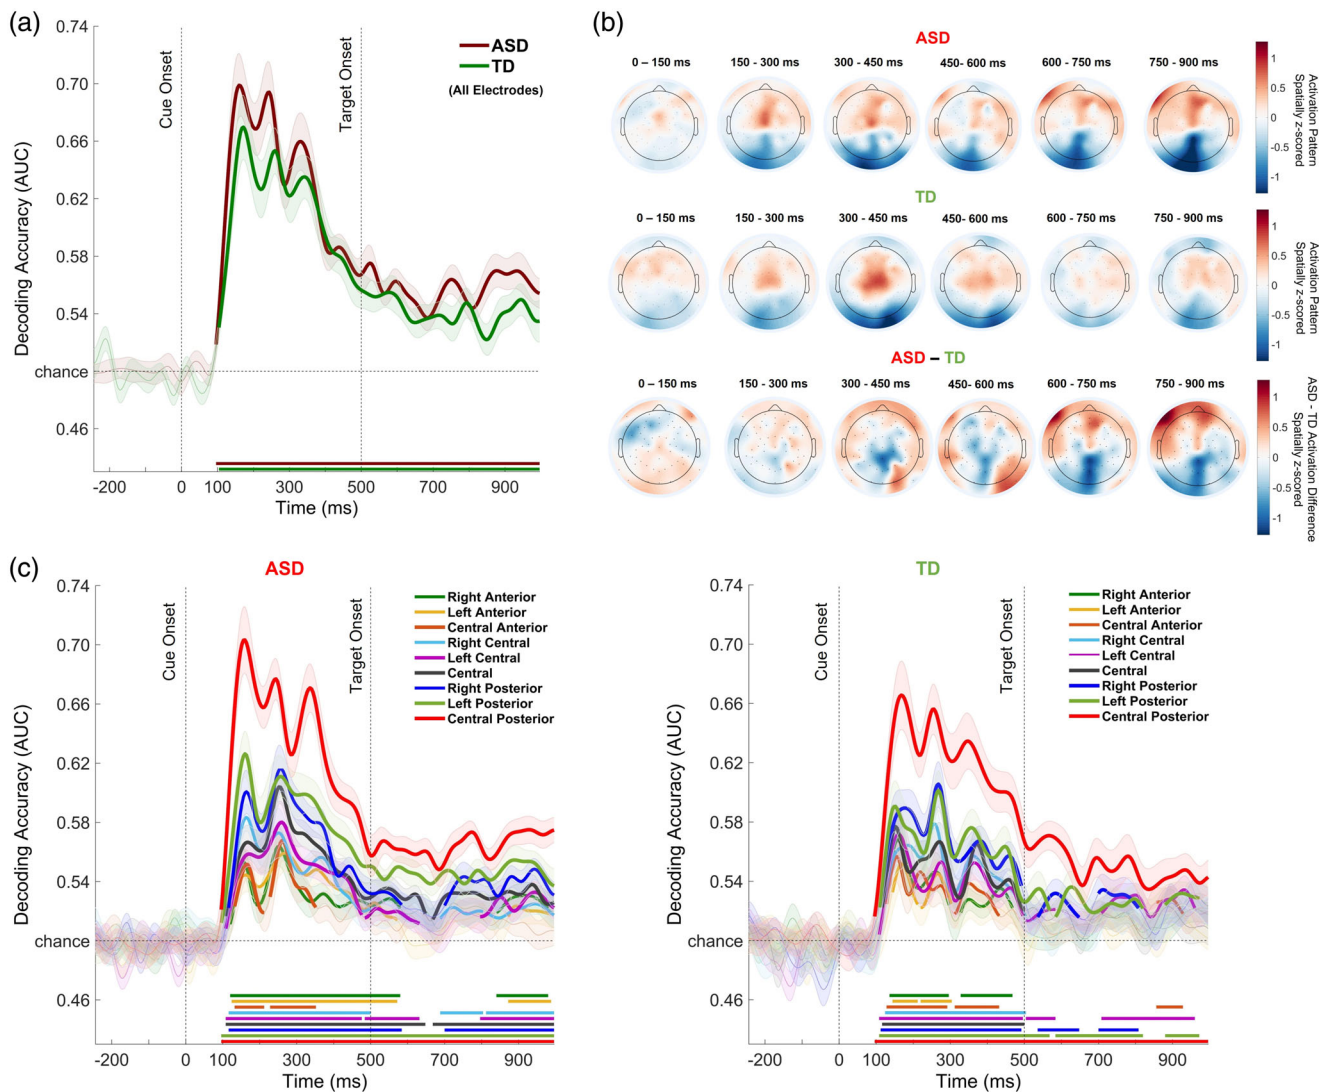 (a)
0.74
0.70
0.66
0.62
0.58
0.54
chance
0.46
Decoding Accuracy (AUC)
Cue Onset
Target Onset
ASD
TD
(All Electrodes)
-200 0 100 300 500 700 900
Time (ms)
(b)
ASD
0 – 150 ms 150 - 300 ms 300 - 450 ms 450- 600 ms 600 - 750 ms 750 - 900 ms
1
0.5
0
-0.5
-1
Activation Pattern
Spatially z-scored
TD
0 – 150 ms 150 - 300 ms 300 - 450 ms 450- 600 ms 600 - 750 ms 750 - 900 ms
1
0.5
0
-0.5
-1
Activation Pattern
Spatially z-scored
ASD – TD
0 – 150 ms 150 - 300 ms 300 - 450 ms 450- 600 ms 600 - 750 ms 750 - 900 ms
1
0.5
0
-0.5
-1
ASD - TD Activation Difference
Spatially z-scored
(c)
ASD
0.74
0.70
0.66
0.62
0.58
0.54
chance
0.46
Decoding Accuracy (AUC)
Cue Onset
Target Onset
Right Anterior
Left Anterior
Central Anterior
Right Central
Left Central
Central
Right Posterior
Left Posterior
Central Posterior
-200 0 100 300 500 700 900
Time (ms)
TD
0.74
0.70
0.66
0.62
0.58
0.54
chance
0.46
Decoding Accuracy (AUC)
Cue Onset
Target Onset
Right Anterior
Left Anterior
Central Anterior
Right Central
Left Central
Central
Right Posterior
Left Posterior
Central Posterior
-200 0 100 300 500 700 900
Time (ms)